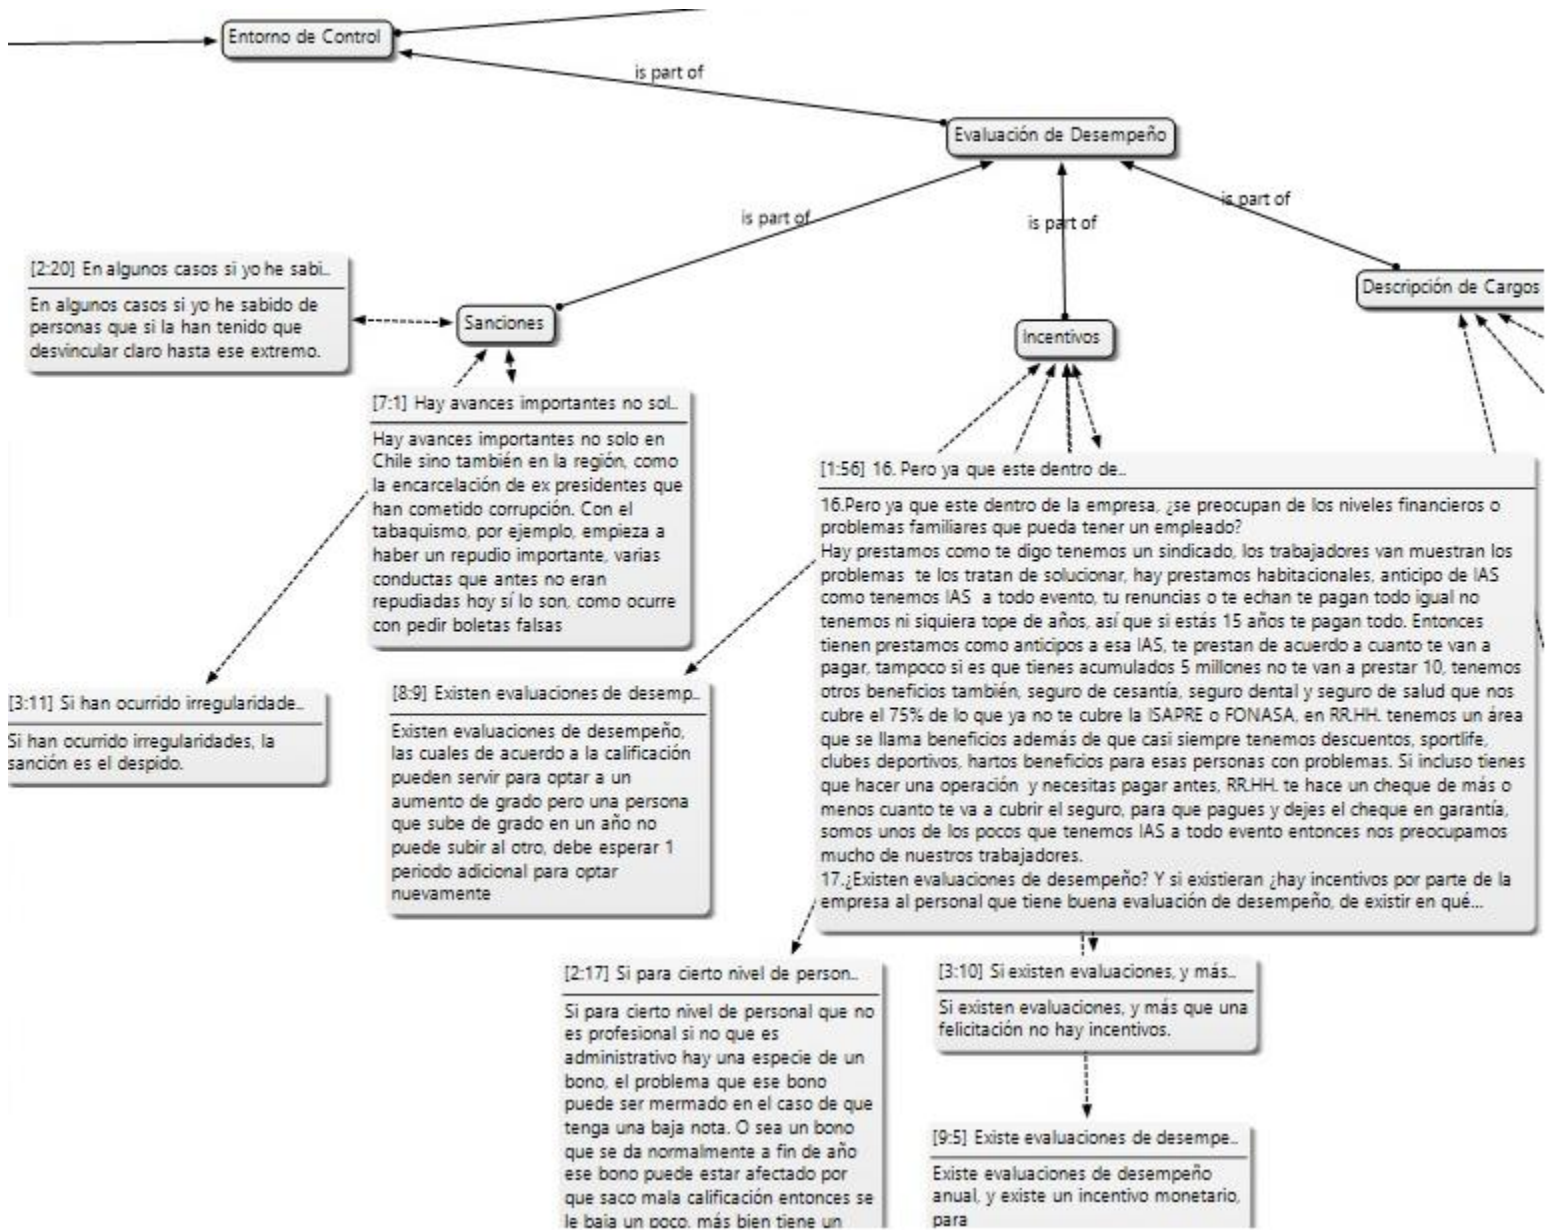 Entorno de Control
is part of
Evaluación de Desempeño
is part of
is part of
is part of
[2:20] En algunos casos si yo he sabi..
En algunos casos si yo he sabido de
personas que si la han tenido que
desvincular claro hasta ese extremo.
Sanciones
Incentivos
Descripción de Cargos
[7:1] Hay avances importantes no sol..
Hay avances importantes no solo en
Chile sino también en la región, como
la encarcelación de ex presidentes que
han cometido corrupción. Con el
tabaquismo, por ejemplo, empieza a
haber un repudio importante, varias
conductas que antes no eran
repudiadas hoy sí lo son, como ocurre
con pedir boletas falsas
[1:56] 16. Pero ya que este dentro de..
16.Pero ya que este dentro de la empresa, ¿se preocupan de los niveles financieros o
problemas familiares que pueda tener un empleado?
Hay prestamos como te digo tenemos un sindicado, los trabajadores van muestran los
problemas te los tratan de solucionar, hay prestamos habitacionales, anticipo de IAS
como tenemos IAS a todo evento, tu renuncias o te echan te pagan todo igual no
tenemos ni siquiera tope de años, así que si estás 15 años te pagan todo. Entonces
tienen prestamos como anticipos a esa IAS, te prestan de acuerdo a cuanto te van a
pagar, tampoco si es que tienes acumulados 5 millones no te van a prestar 10, tenemos
otros beneficios también, seguro de cesantía, seguro dental y seguro de salud que nos
cubre el 75% de lo que ya no te cubre la ISAPRE o FONASA, en RR.HH. tenemos un área
que se llama beneficios además de que casi siempre tenemos descuentos, sportlife,
clubes deportivos, hartos beneficios para esas personas con problemas. Si incluso tienes
que hacer una operación y necesitas pagar antes, RR.HH. te hace un cheque de más o
menos cuanto te va a cubrir el seguro, para que pagues y dejes el cheque en garantía,
somos unos de los pocos que tenemos IAS a todo evento entonces nos preocupamos
mucho de nuestros trabajadores.
17.¿Existen evaluaciones de desempeño? Y si existieran ¿hay incentivos por parte de la
empresa al personal que tiene buena evaluación de desempeño, de existir en qué...
[3:11] Si han ocurrido irregularidade..
Si han ocurrido irregularidades, la
sanción es el despido.
[8:9] Existen evaluaciones de desemp..
Existen evaluaciones de desempeño,
las cuales de acuerdo a la calificación
pueden servir para optar a un
aumento de grado pero una persona
que sube de grado en un año no
puede subir al otro, debe esperar 1
periodo adicional para optar
nuevamente
[2:17] Si para cierto nivel de person..
Si para cierto nivel de personal que no
es profesional si no que es
administrativo hay una especie de un
bono, el problema que ese bono
puede ser mermado en el caso de que
tenga una baja nota. O sea un bono
que se da normalmente a fin de año
ese bono puede estar afectado por
que saco mala calificación entonces se
le baja un poco, más bien tiene un
[3:10] Si existen evaluaciones, y más..
Si existen evaluaciones, y más que una
felicitación no hay incentivos.
[9:5] Existe evaluaciones de desempe..
Existe evaluaciones de desempeño
anual, y existe un incentivo monetario,
para